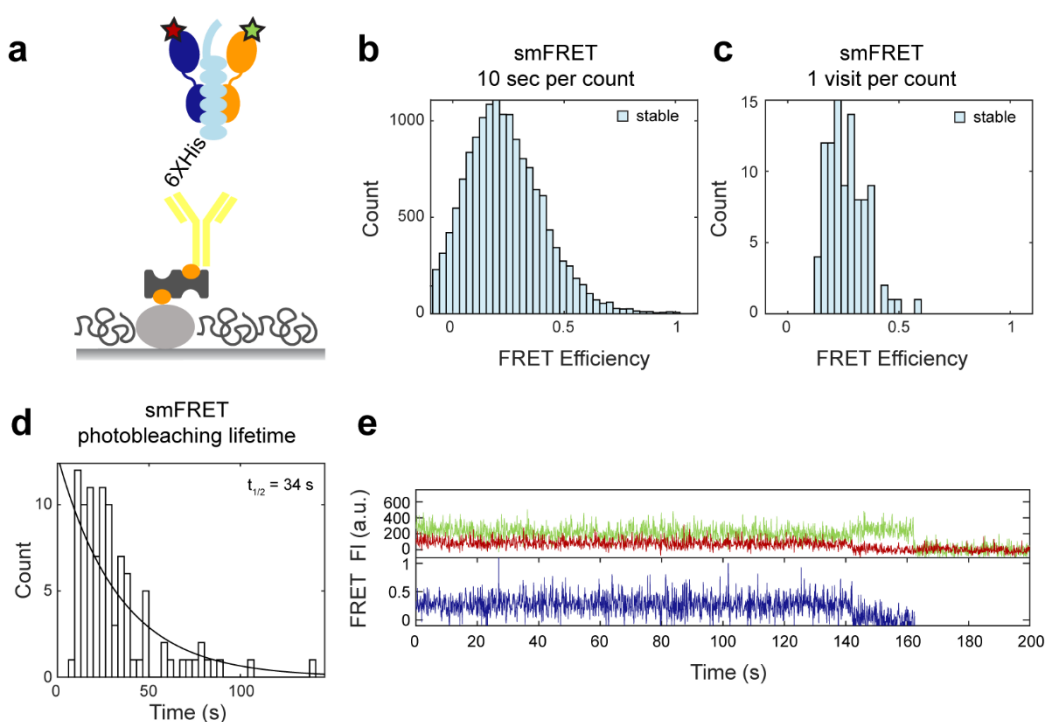 a
6XHis
b
smFRET
10 sec per count
stable
Count
1000
500
0
0
0.5
1
FRET Efficiency
c
smFRET
1 visit per count
stable
Count
15
10
5
0
0
0.5
1
FRET Efficiency
d
smFRET
photobleaching lifetime
t1/2 = 34 s
Count
10
5
0
0
50
100
Time (s)
e
FI (a.u.)
600
400
200
0
FRET
1
0.5
0
0
20
40
60
80
100
120
140
160
180
200
Time (s)